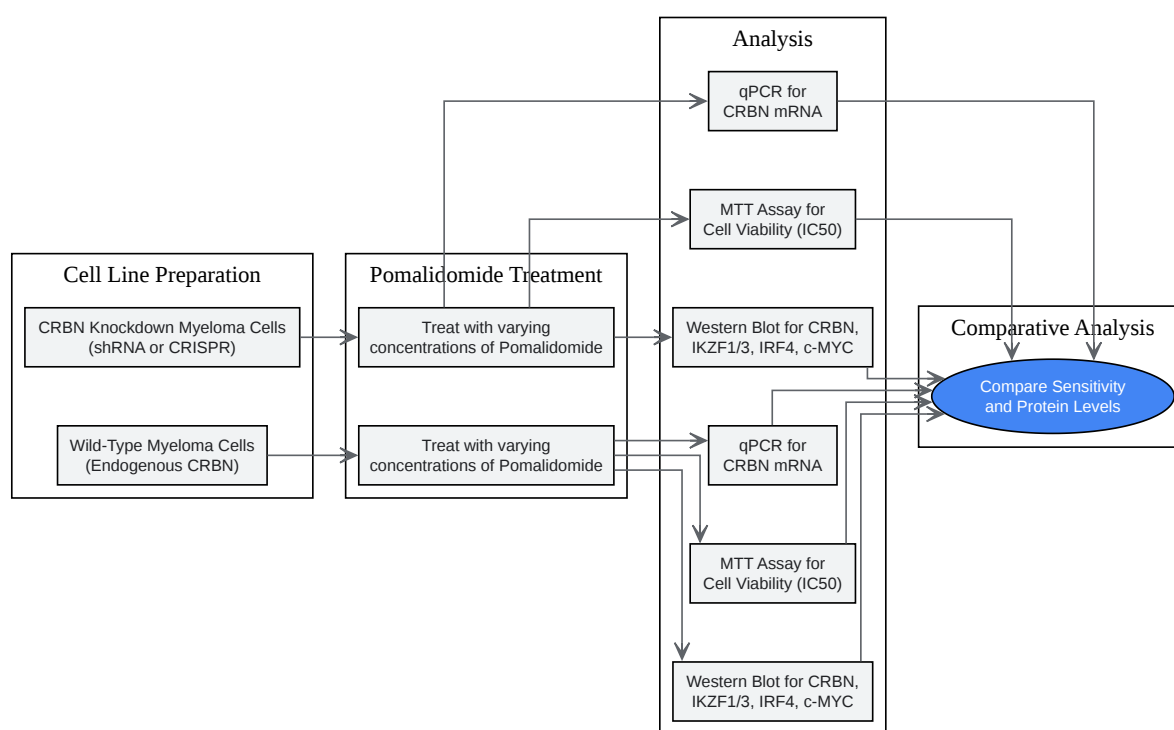 Cell Line Preparation
CRBN Knockdown Myeloma Cells
(shRNA or CRISPR)
Wild-Type Myeloma Cells
(Endogenous CRBN)
Pomalidomide Treatment
Treat with varying
concentrations of Pomalidomide
Treat with varying
concentrations of Pomalidomide
Analysis
qPCR for
CRBN mRNA
MTT Assay for
Cell Viability (IC50)
Western Blot for CRBN,
IKZF1/3, IRF4, c-MYC
qPCR for
CRBN mRNA
MTT Assay for
Cell Viability (IC50)
Western Blot for CRBN,
IKZF1/3, IRF4, c-MYC
Comparative Analysis
Compare Sensitivity
and Protein Levels